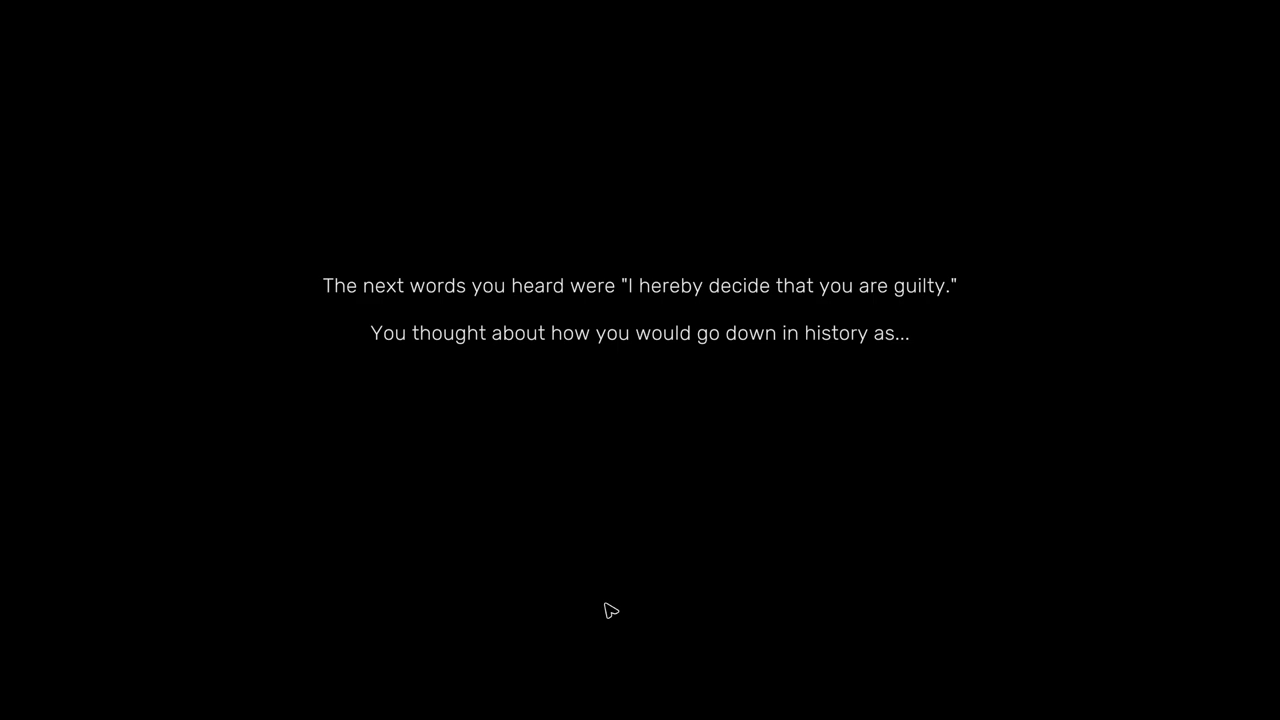 The next words you heard were "I hereby decide that you are guilty."
You thought about how you would go down in history as...